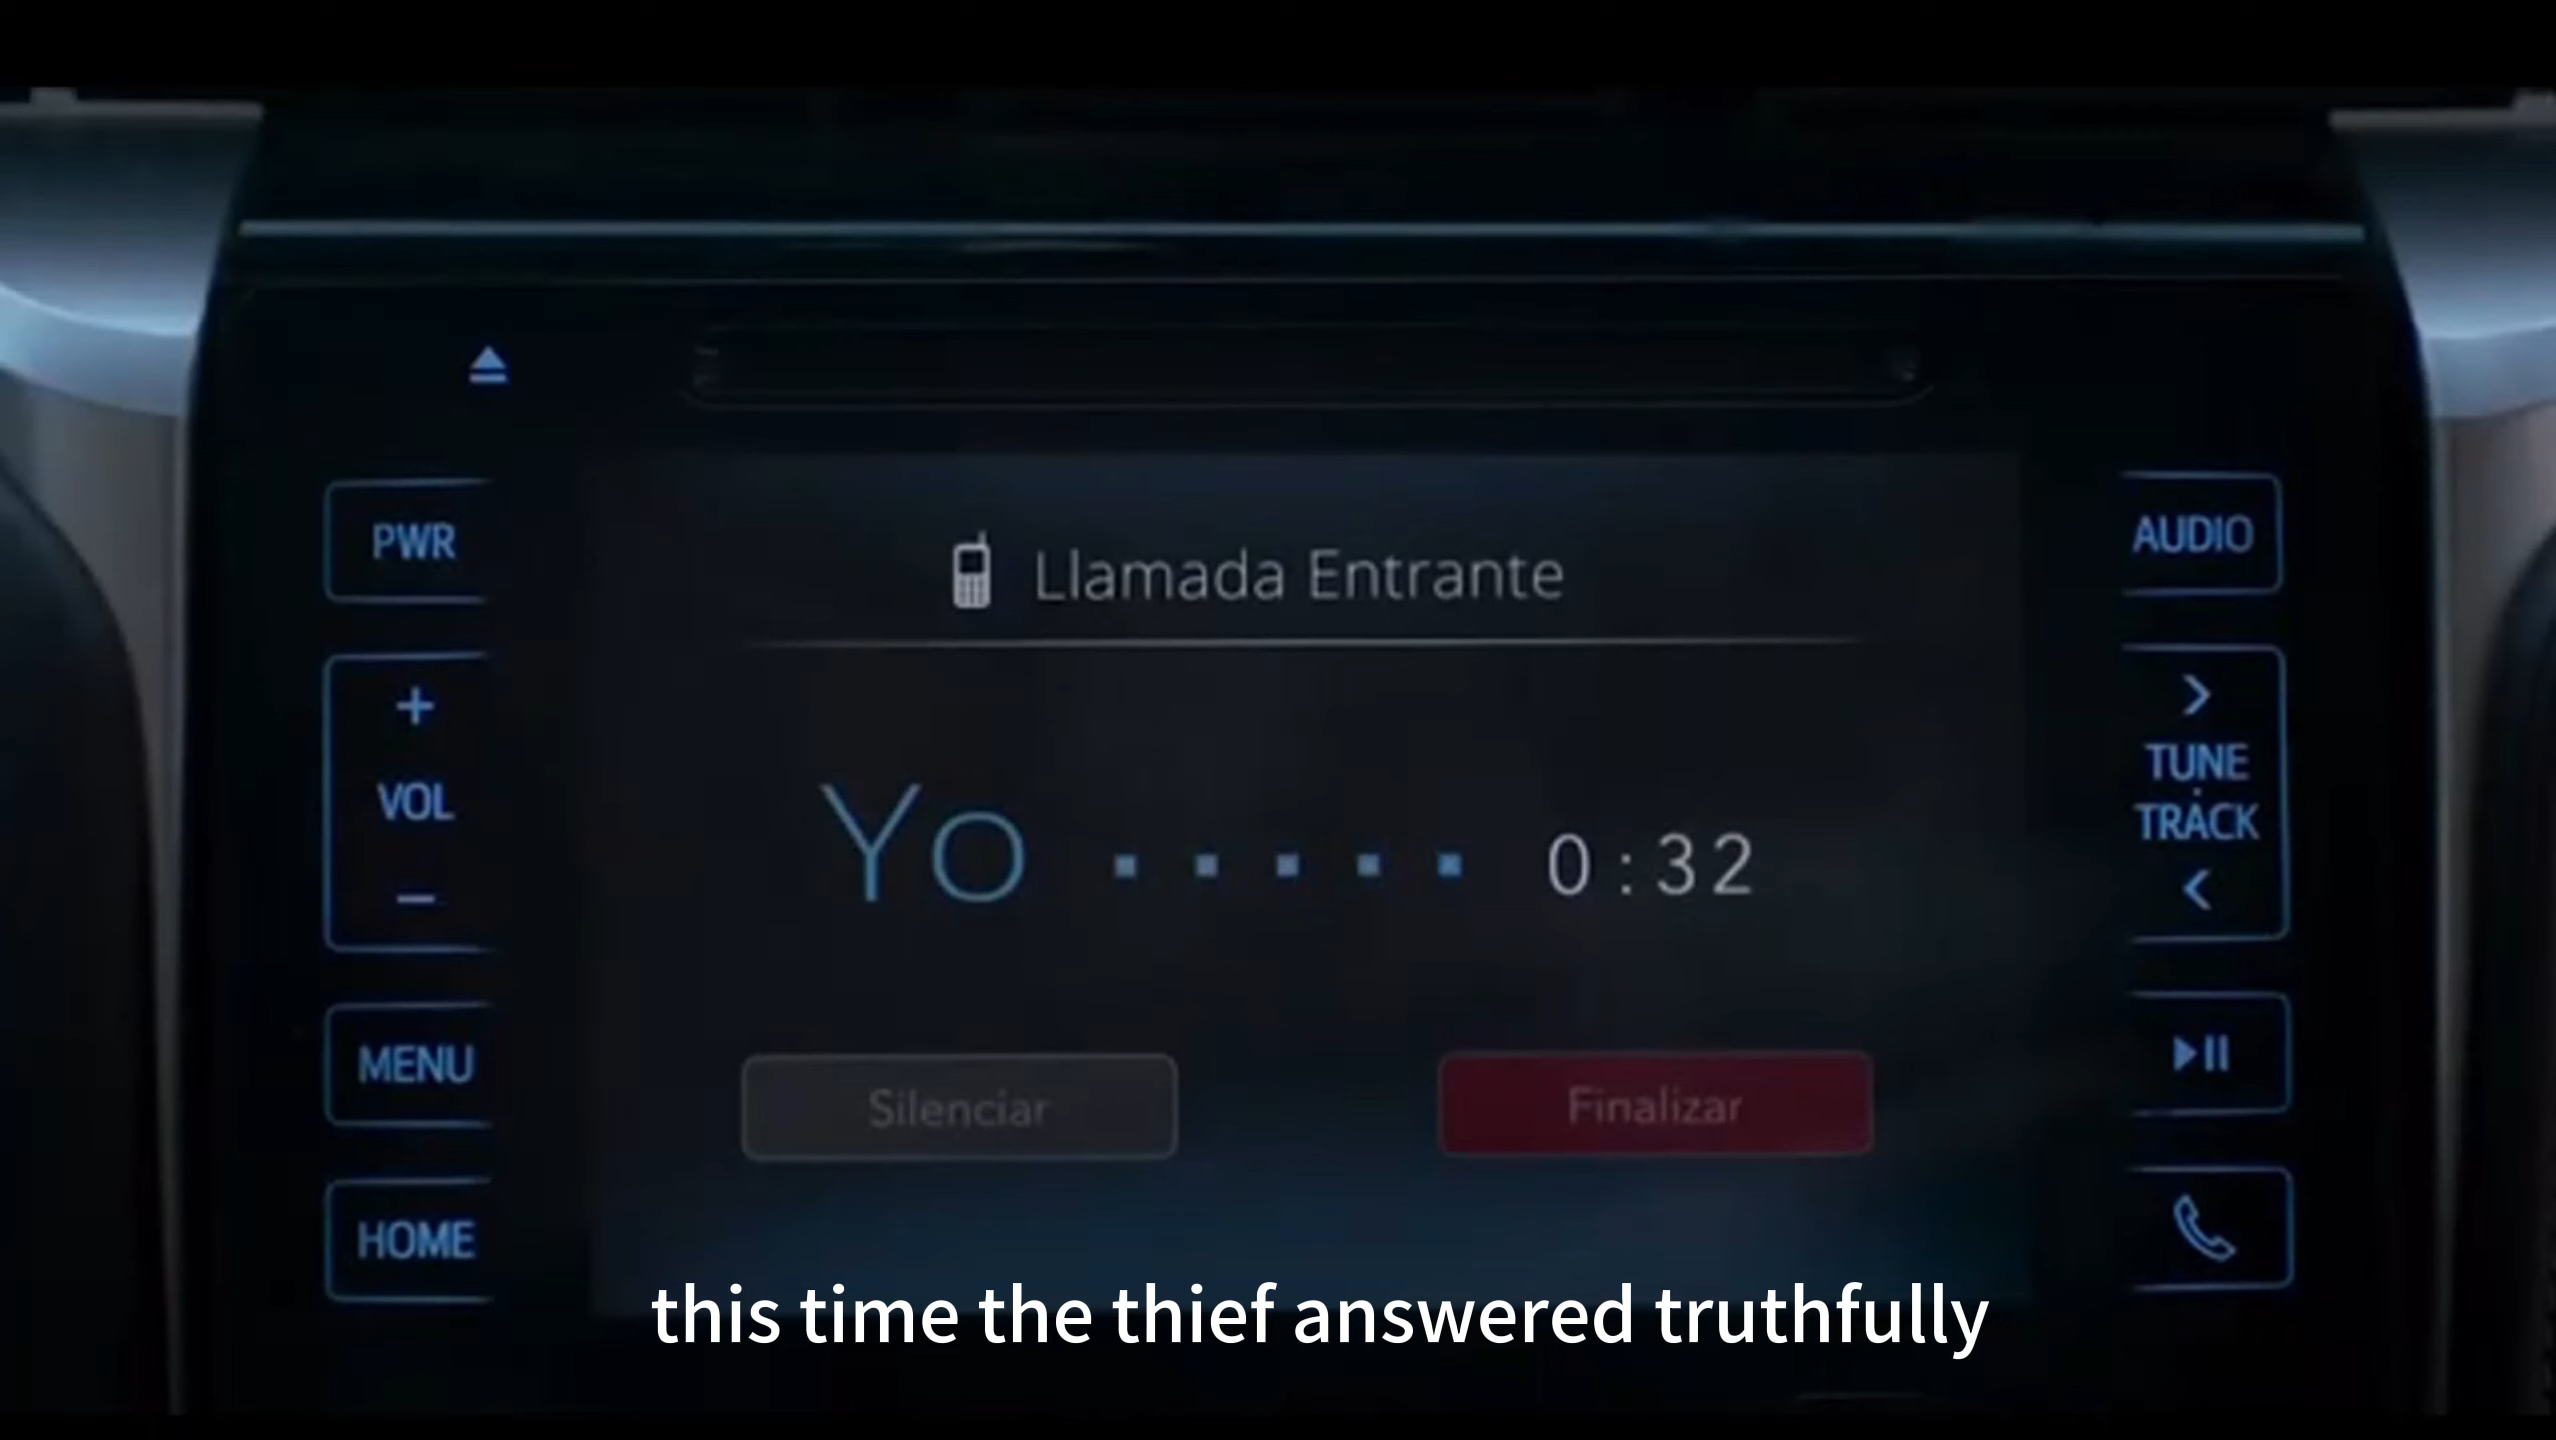 PWR
AUDIO
Llamada Entrante
+
VOL
–
TUNE
TRACK
Yo ..... 0:32
MENU
Silenciar
Finalizar
HOME
this time the thief answered truthfully